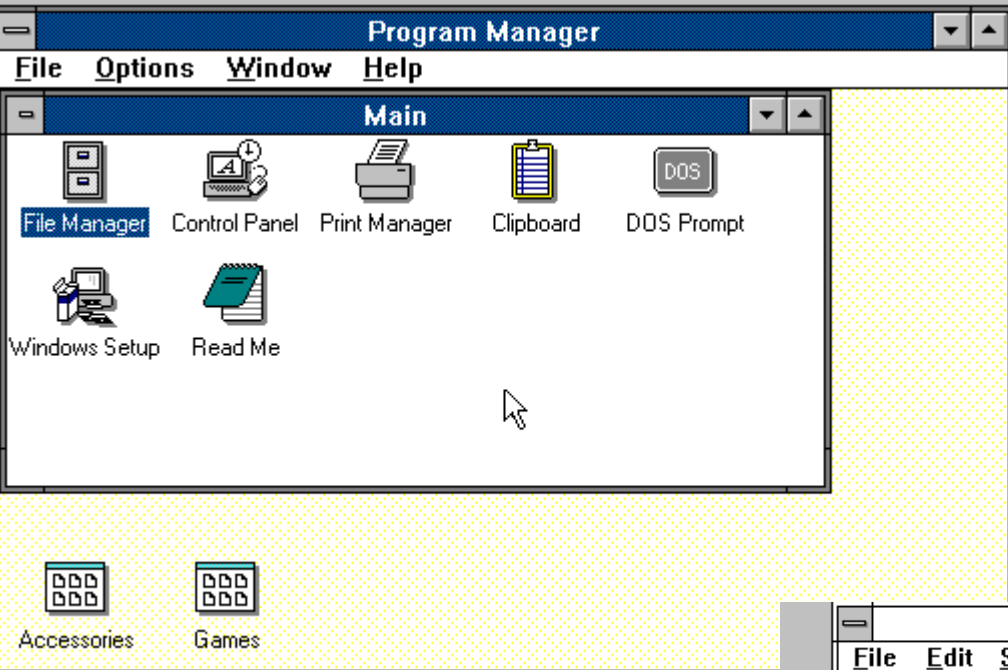 Program Manager
File Options Window Help
Main
DOS
File Manager Control Panel Print Manager Clipboard DOS Prompt
Windows Setup Read Me
Accessories Games
File Edit